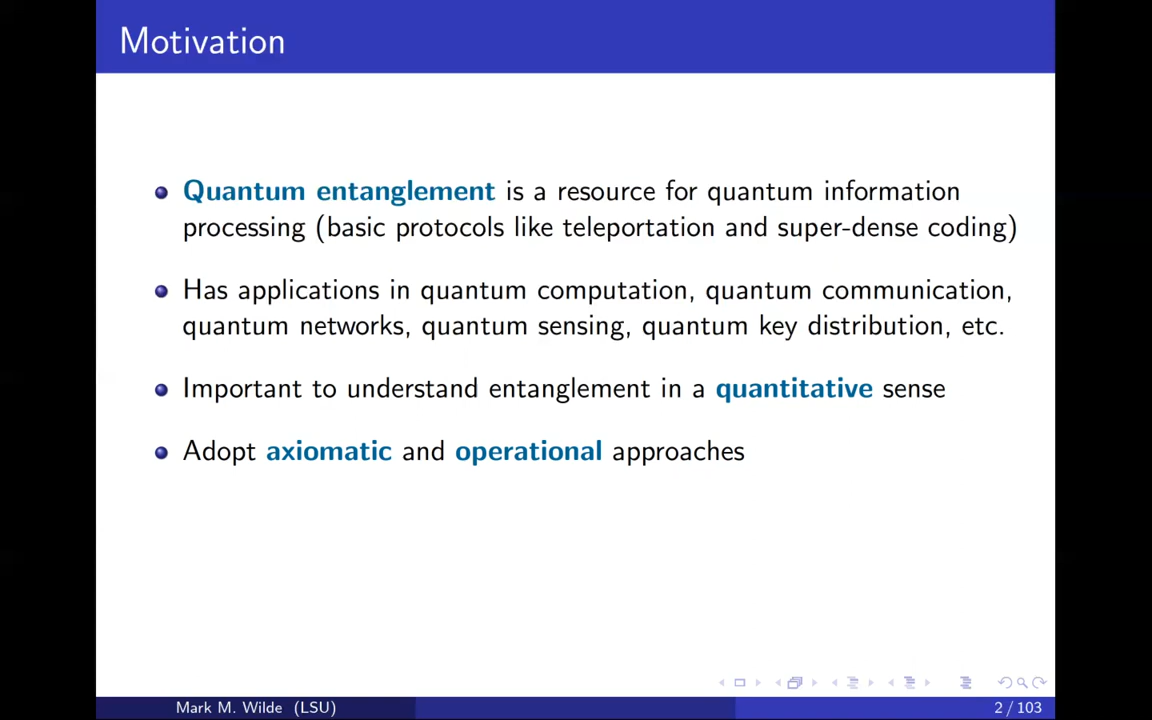 Motivation
Quantum entanglement is a resource for quantum information
processing (basic protocols like teleportation and super-dense coding)
Has applications in quantum computation, quantum communication,
quantum networks, quantum sensing, quantum key distribution, etc.
Important to understand entanglement in a quantitative sense
Adopt axiomatic and operational approaches
Mark M. Wilde (LSU)
2 / 103